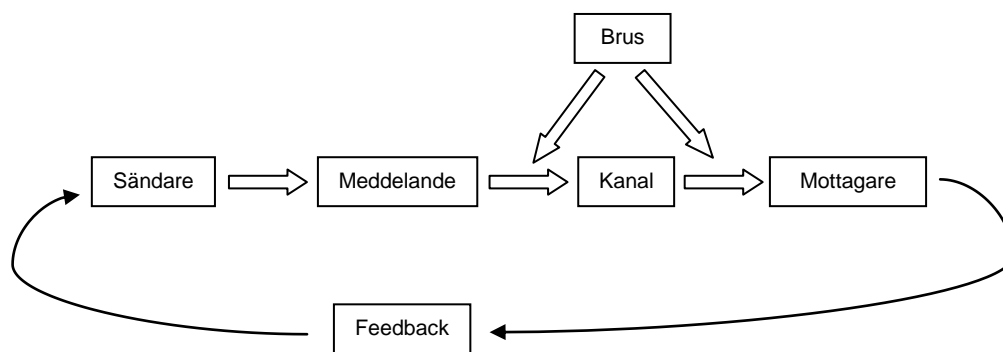 Brus
Sändare
Meddelande
Kanal
Mottagare
Feedback